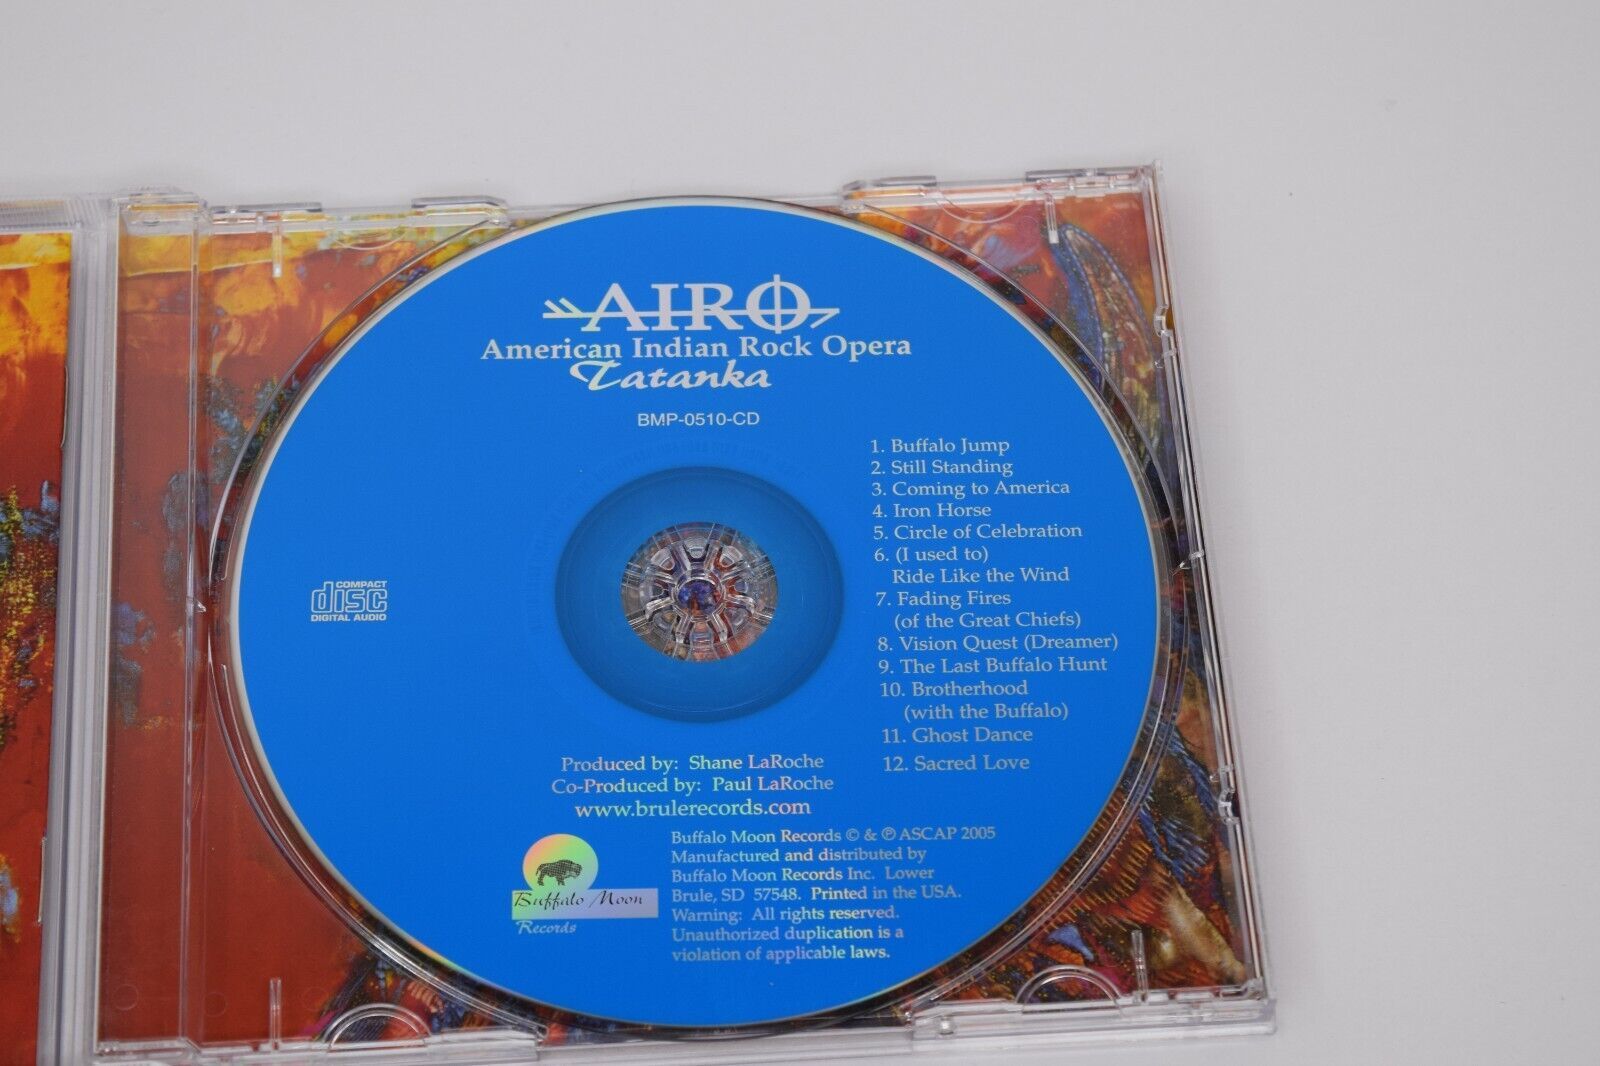 AIRO
American Indian Rock Opera
Tatanka
BMP-0510-CD
1. Buffalo Jump
2. Still Standing
3. Coming to America
4. Iron Horse
5. Circle of Celebration
6. (I used to)
Ride Like the Wind
7. Fading Fires
(of the Great Chiefs)
8. Vision Quest (Dreamer)
9. The Last Buffalo Hunt
10. Brotherhood
(with the Buffalo)
11. Ghost Dance
12. Sacred Love
COMPACT
disc
DIGITAL AUDIO
Produced by: Shane LaRoche
Co-Produced by: Paul LaRoche
www.brulerecords.com
Buffalo Moon
Records
Buffalo Moon Records © & ℗ ASCAP 2005
Manufactured and distributed by
Buffalo Moon Records Inc. Lower
Brule, SD 57548. Printed in the USA.
Warning: All rights reserved.
Unauthorized duplication is a
violation of applicable laws.